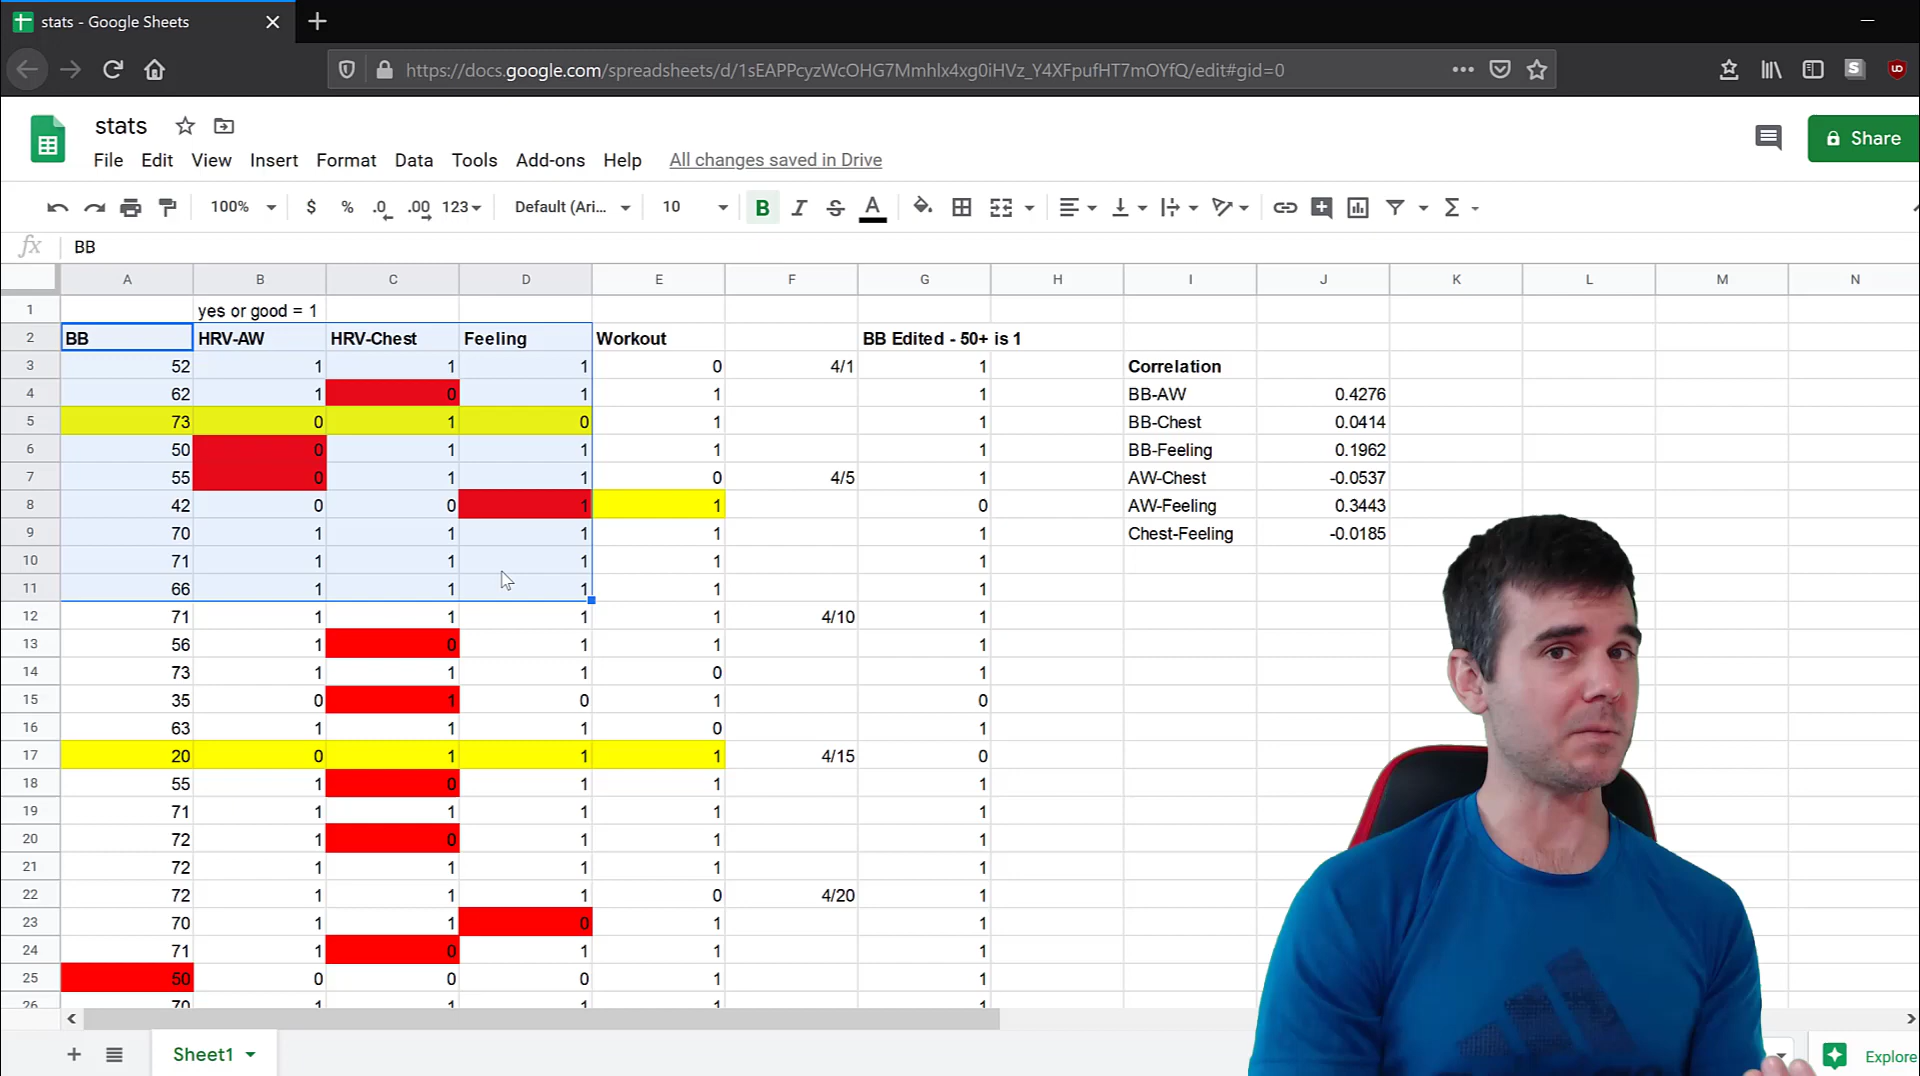 stats - Google Sheets
https://docs.google.com/spreadsheets/d/1sEAPPcyzWcOHG7Mmhlx4xg0iHVz_Y4XFpufHT7mOYfQ/edit#gid=0
stats
File Edit View Insert Format Data Tools Add-ons Help All changes saved in Drive
Share
100% $ % .0 .00 123 Default (Ari... 10 B I S A
fx BB
A B C D E F G H I J K L M N
1 yes or good = 1
2 BB HRV-AW HRV-Chest Feeling Workout BB Edited - 50+ is 1
3 52 1 1 1 0 4/1 1 Correlation
4 62 1 0 1 1 1 BB-AW 0.4276
5 73 0 1 0 1 1 BB-Chest 0.0414
6 50 0 1 1 1 1 BB-Feeling 0.1962
7 55 0 1 1 0 4/5 1 AW-Chest -0.0537
8 42 0 0 1 1 0 AW-Feeling 0.3443
9 70 1 1 1 1 1 Chest-Feeling -0.0185
10 71 1 1 1 1 1
11 66 1 1 1 1 1
12 71 1 1 1 1 4/10 1
13 56 1 0 1 1 1
14 73 1 1 1 0 1
15 35 0 1 0 1 0
16 63 1 1 1 0 1
17 20 0 1 1 1 4/15 0
18 55 1 0 1 1 1
19 71 1 1 1 1 1
20 72 1 0 1 1 1
21 72 1 1 1 1 1
22 72 1 1 1 0 4/20 1
23 70 1 1 0 1 1
24 71 1 0 1 1 1
25 50 0 0 0 1 1
26 70 1 1 1 1 1
Sheet1
Explore